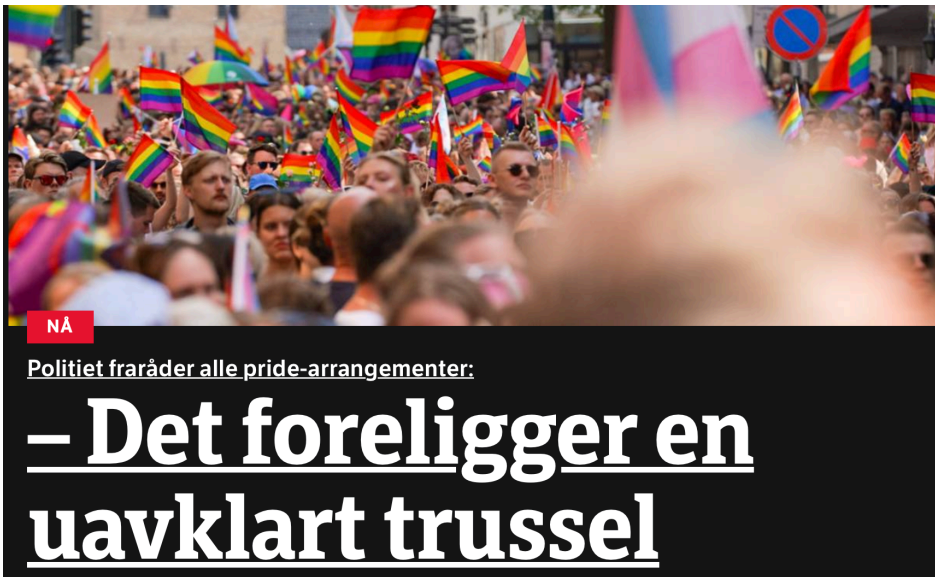 NÅ
Politiet fraråder alle pride-arrangementer:
– Det foreligger en
uavklart trussel